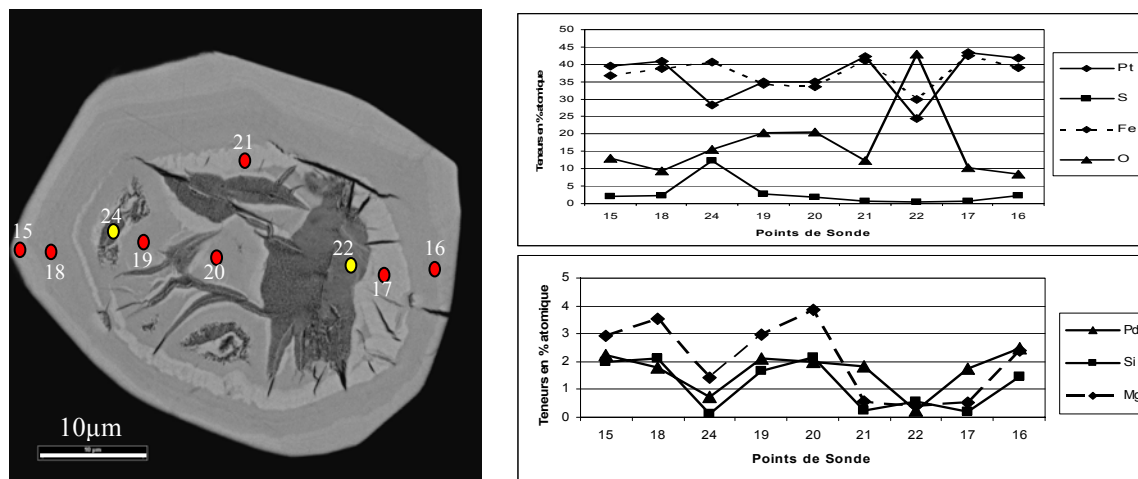 21
24
15
18
19
20
22
17
16
10µm
10 µm
Teneurs en % atomique
50
45
40
35
30
25
20
15
10
5
0
15 18 24 19 20 21 22 17 16
Points de Sonde
Pt
S
Fe
O
Teneurs en % atomique
5
4
3
2
1
0
15 18 24 19 20 21 22 17 16
Points de Sonde
Pd
Si
Mg